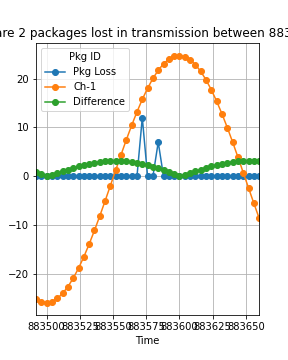 are 2 packages lost in transmission between 883
Pkg ID
Pkg Loss
Ch-1
Difference
20
10
0
−10
−20
883500 883525 883550 883575 883600 883625 883650
Time